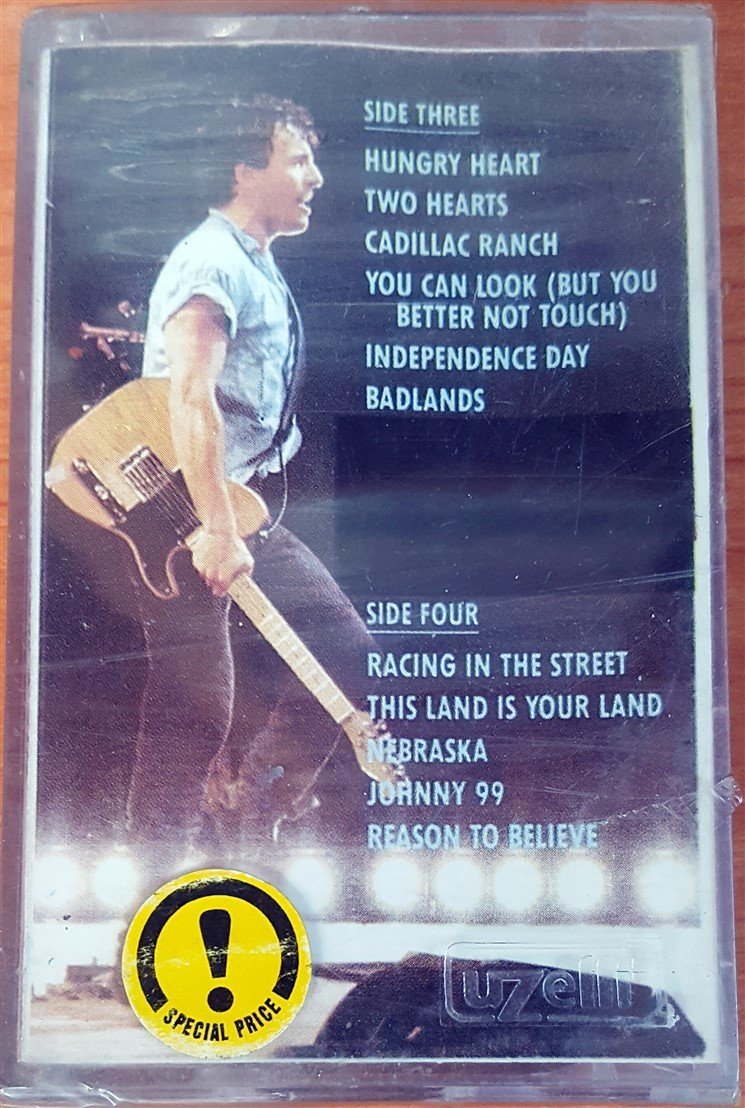 SIDE THREE
HUNGRY HEART
TWO HEARTS
CADILLAC RANCH
YOU CAN LOOK (BUT YOU
BETTER NOT TOUCH)
INDEPENDENCE DAY
BADLANDS
SIDE FOUR
RACING IN THE STREET
THIS LAND IS YOUR LAND
NEBRASKA
JOHNNY 99
REASON TO BELIEVE
!
SPECIAL PRICE
uzelli